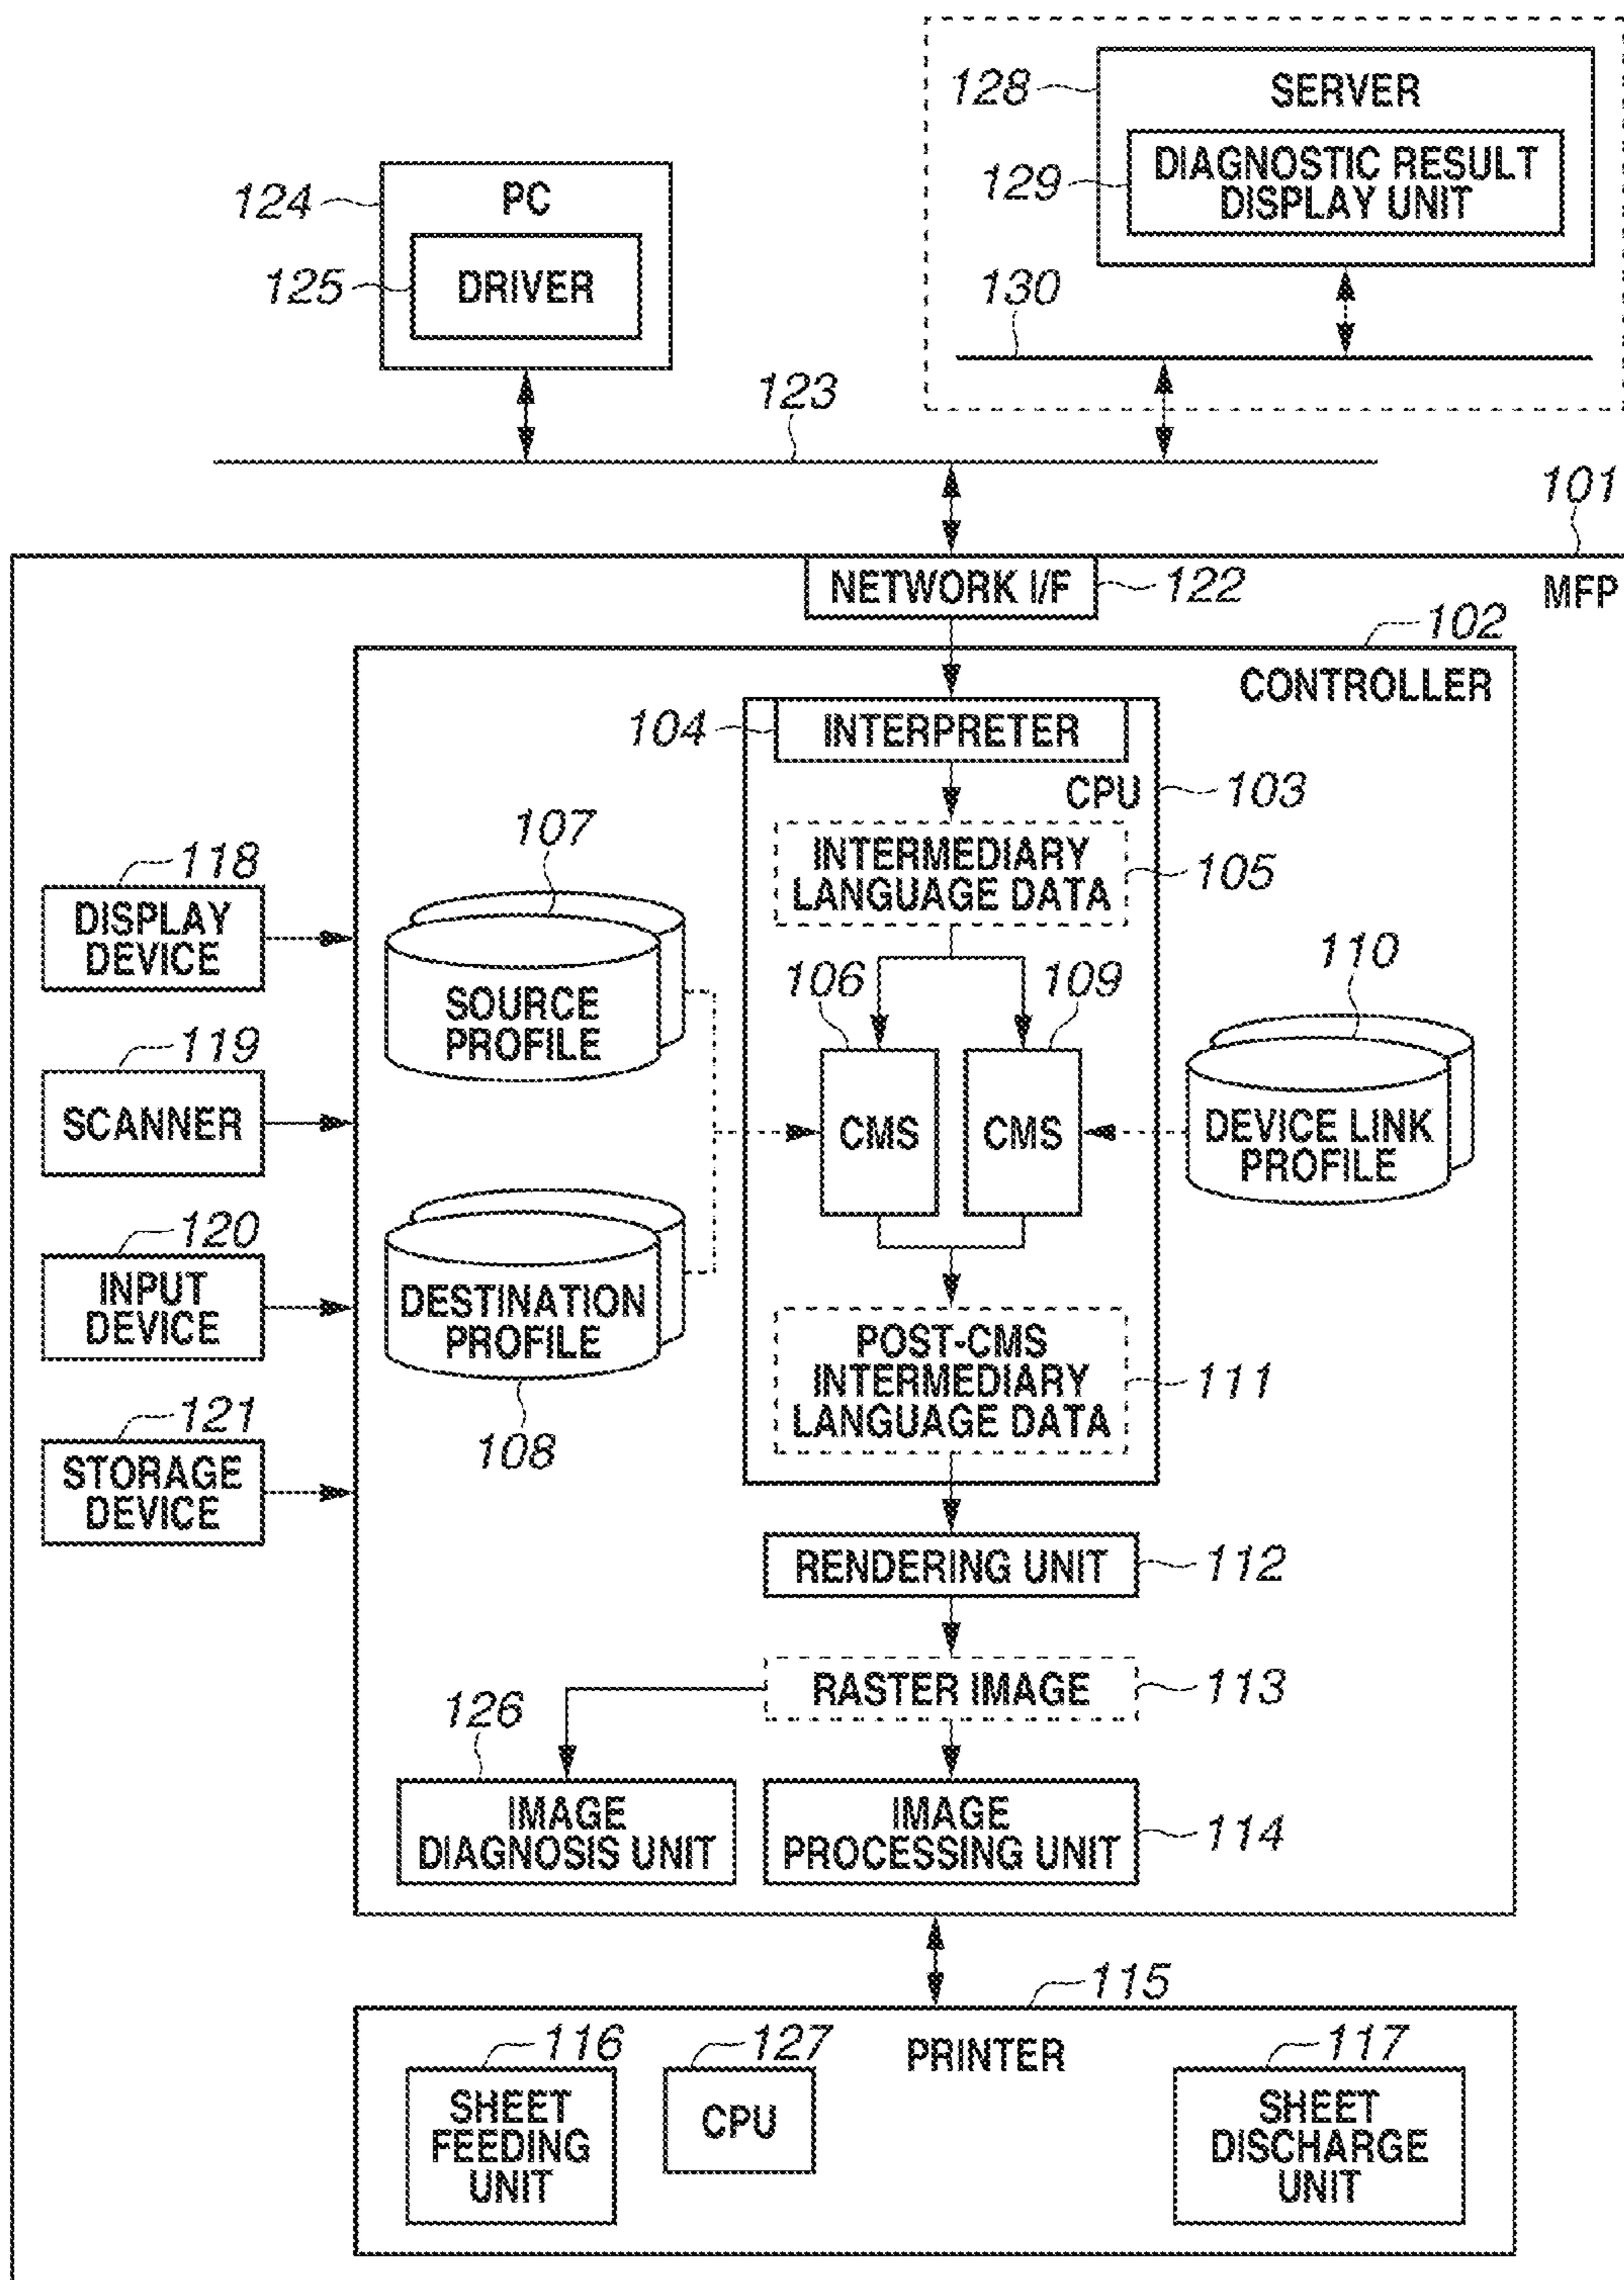 128
SERVER
129
DIAGNOSTIC RESULT
DISPLAY UNIT
124
PC
125
DRIVER
130
123
101
MFP
NETWORK I/F
122
102
CONTROLLER
104
INTERPRETER
CPU
103
INTERMEDIARY
LANGUAGE DATA
105
107
SOURCE
PROFILE
118
DISPLAY
DEVICE
106
109
110
119
SCANNER
CMS
CMS
DEVICE LINK
PROFILE
120
INPUT
DEVICE
DESTINATION
PROFILE
108
POST-CMS
INTERMEDIARY
LANGUAGE DATA
111
121
STORAGE
DEVICE
RENDERING UNIT
112
RASTER IMAGE
113
126
IMAGE
DIAGNOSIS UNIT
IMAGE
PROCESSING UNIT
114
115
PRINTER
116
SHEET
FEEDING
UNIT
127
CPU
117
SHEET
DISCHARGE
UNIT